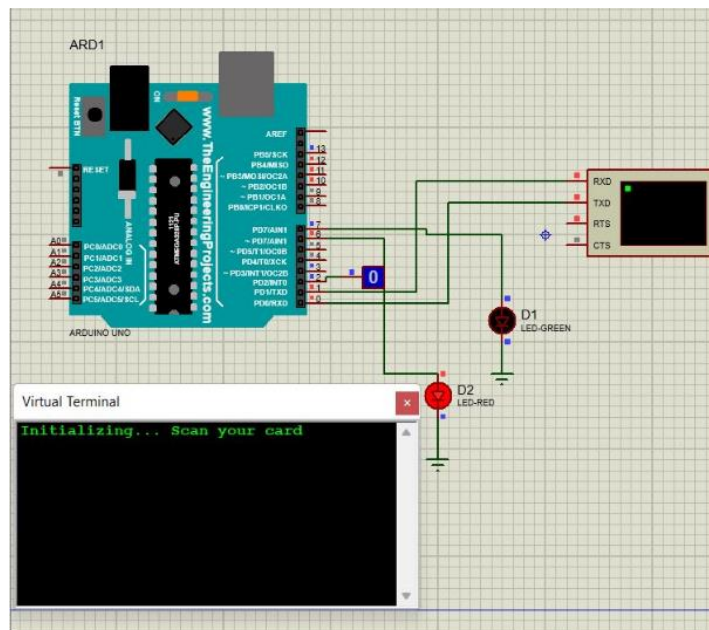 ARD1
ON
Reset BTN
www.TheEngineeringProjects.com
AREF
RESET
13
PB5/SCK
12
PB4/MISO
11
~ PB3/MOSI/OC2A
10
~ PB2/OC1B
9
~ PB1/OC1A
8
PB0/ICP1/CLKO
ANALOG IN
7
PD7/AIN1
6
~ PD7/AIN1
5
~ PD5/T1/OC0B
4
PD4/T0/XCK
3
~ PD3/INT1/OC2B
2
PD2/INT0
1
PD1/TXD
0
PD0/RXD
A0
PC0/ADC0
A1
PC1/ADC1
A2
PC2/ADC2
A3
PC3/ADC3
A4
PC4/ADC4/SDA
A5
PC5/ADC5/SCL
ARDUINO UNO
0
RXD
TXD
RTS
CTS
D1
LED-GREEN
D2
LED-RED
Virtual Terminal
Initializing... Scan your card